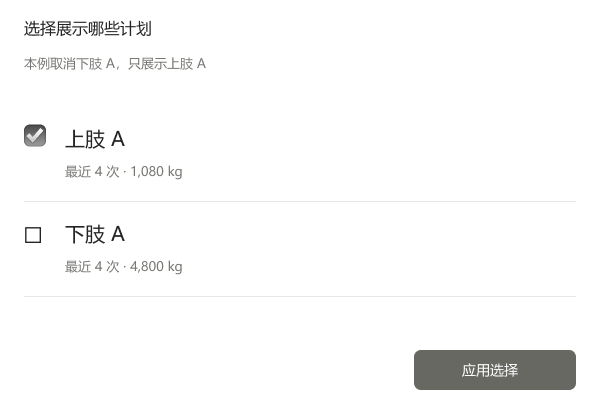 选择展示哪些计划
本例取消下肢 A，只展示上肢 A
上肢 A
最近 4 次 · 1,080 kg
下肢 A
最近 4 次 · 4,800 kg
应用选择